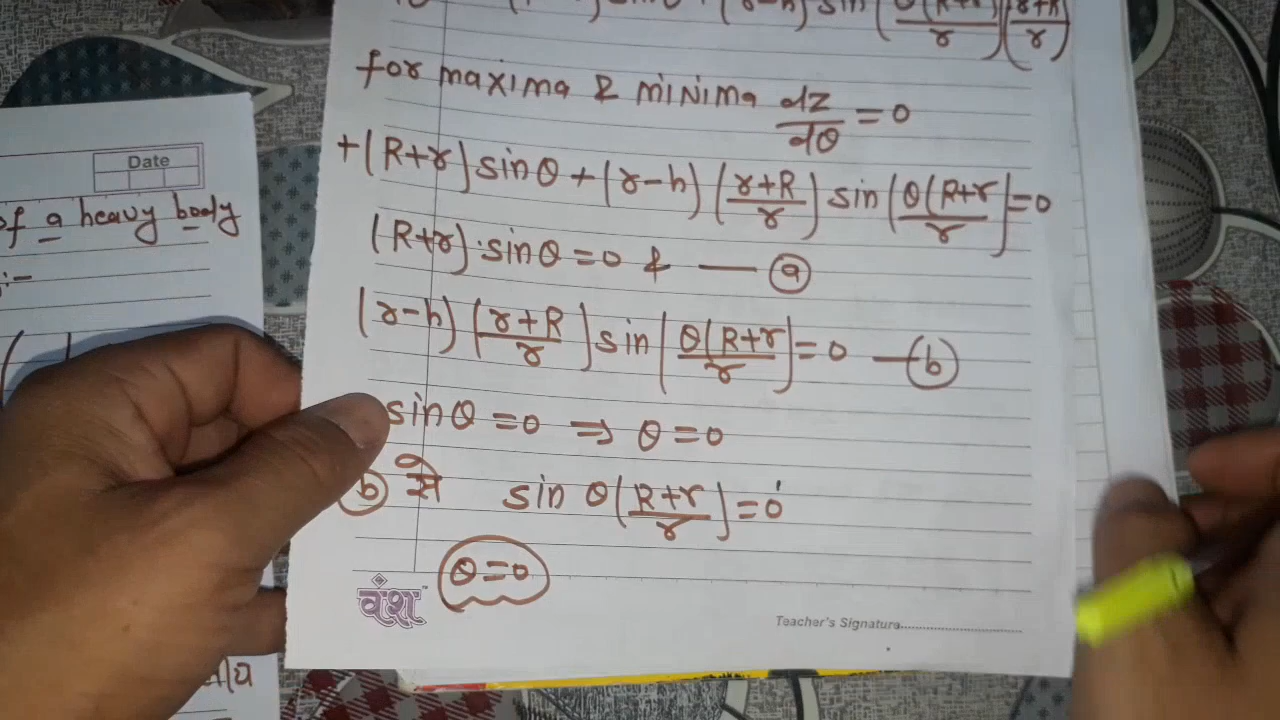 sin(θ(R+r)/r)(r+R/r)
for maxima & minima dz/dθ = 0
+(R+r) sinθ + (r-h) (r+R/r) sin(θ(R+r)/r) = 0
(R+r) · sinθ = 0 & — (a)
(r-h) (r+R/r) sin(θ(R+r)/r) = 0 — (b)
sinθ = 0 ⇒ θ = 0
(b) से sin θ(R+r/r) = 0
θ = 0
वंश
Teacher's Signature
Date
of a heavy body
:-